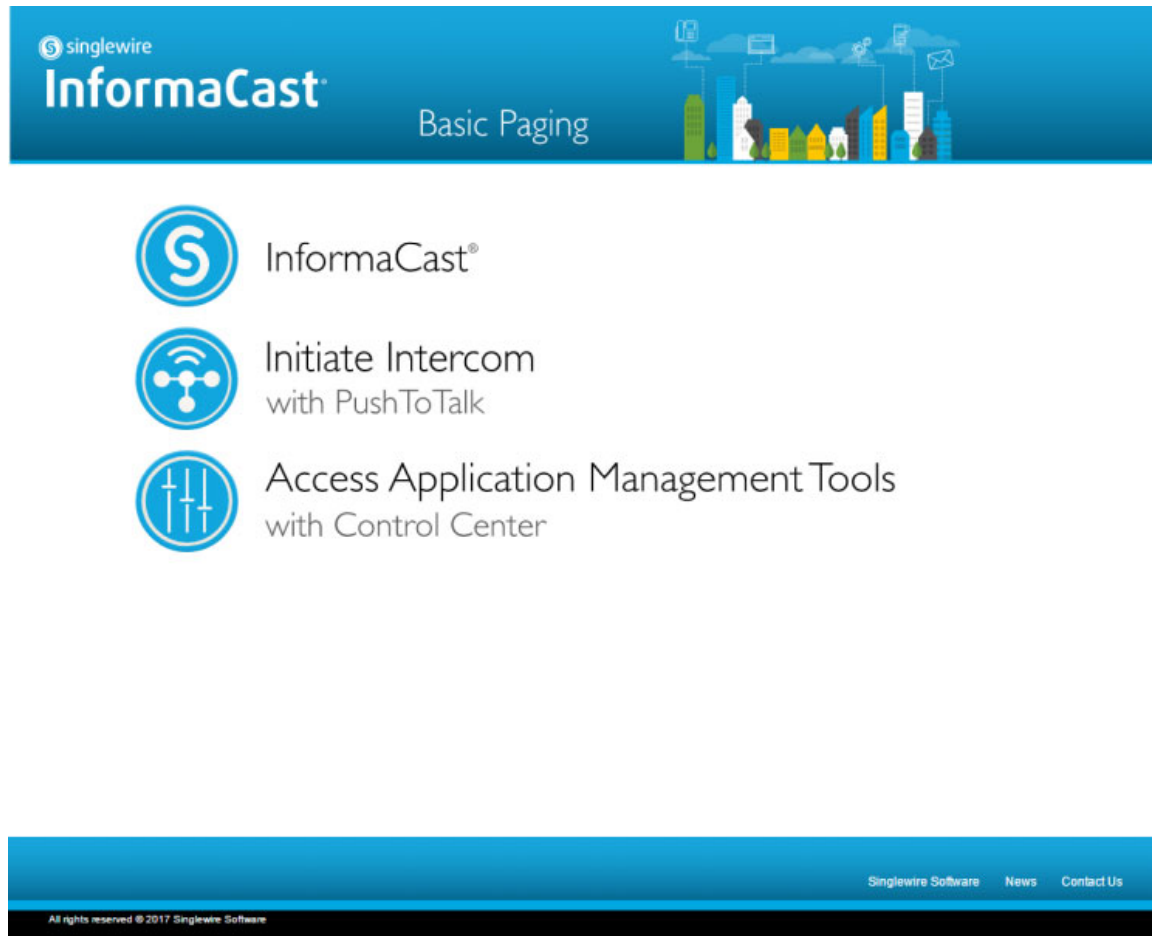 singlewire
InformaCast®
Basic Paging
InformaCast®
Initiate Intercom
with PushToTalk
Access Application Management Tools
with Control Center
Singlewire Software News Contact Us
All rights reserved © 2017 Singlewire Software